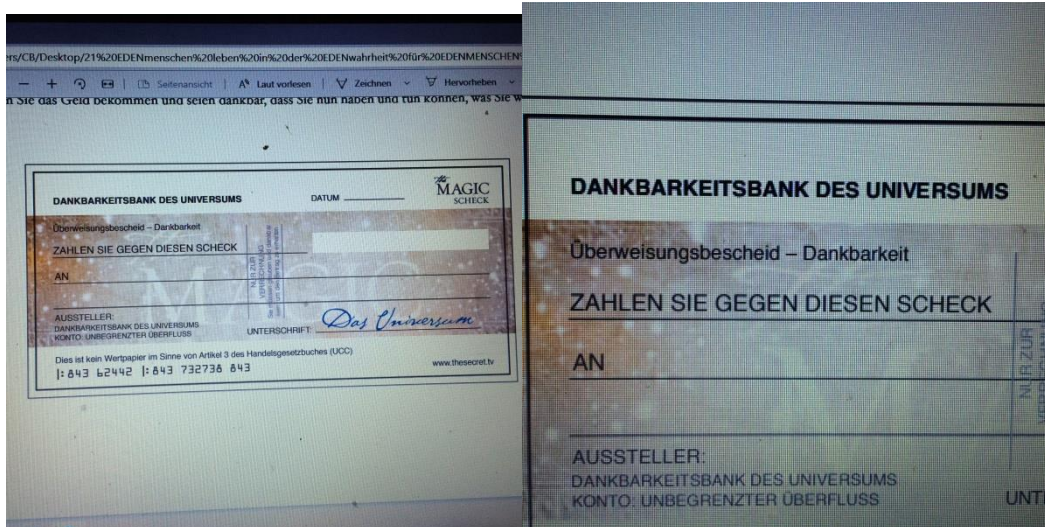 ers/CB/Desktop/21%20EDENmenschen%20leben%20in%20der%20EDENwahrheit%20für%20EDENMENSCHEN%
Seitenansicht | A Laut vorlesen | Zeichnen Hervorheben
n Sie das Geld bekommen und seien dankbar, dass Sie nun haben und tun können, was Sie w
DANKBARKEITSBANK DES UNIVERSUMS
DATUM
the MAGIC
SCHECK
Überweisungsbescheid – Dankbarkeit
ZAHLEN SIE GEGEN DIESEN SCHECK
AN
NUR ZUR
VERRECHNUNG
MAGIC
AUSSTELLER:
DANKBARKEITSBANK DES UNIVERSUMS
KONTO: UNBEGRENZTER ÜBERFLUSS
UNTERSCHRIFT: Das Universum
Dies ist kein Wertpapier im Sinne von Artikel 3 des Handelsgesetzbuches (UCC)
|:843 62442 |:843 732738 843
www.thesecret.tv
DANKBARKEITSBANK DES UNIVERSUMS
Überweisungsbescheid – Dankbarkeit
ZAHLEN SIE GEGEN DIESEN SCHECK
AN
NUR ZUR
VERRECHNUNG
AUSSTELLER:
DANKBARKEITSBANK DES UNIVERSUMS
KONTO: UNBEGRENZTER ÜBERFLUSS
UNT